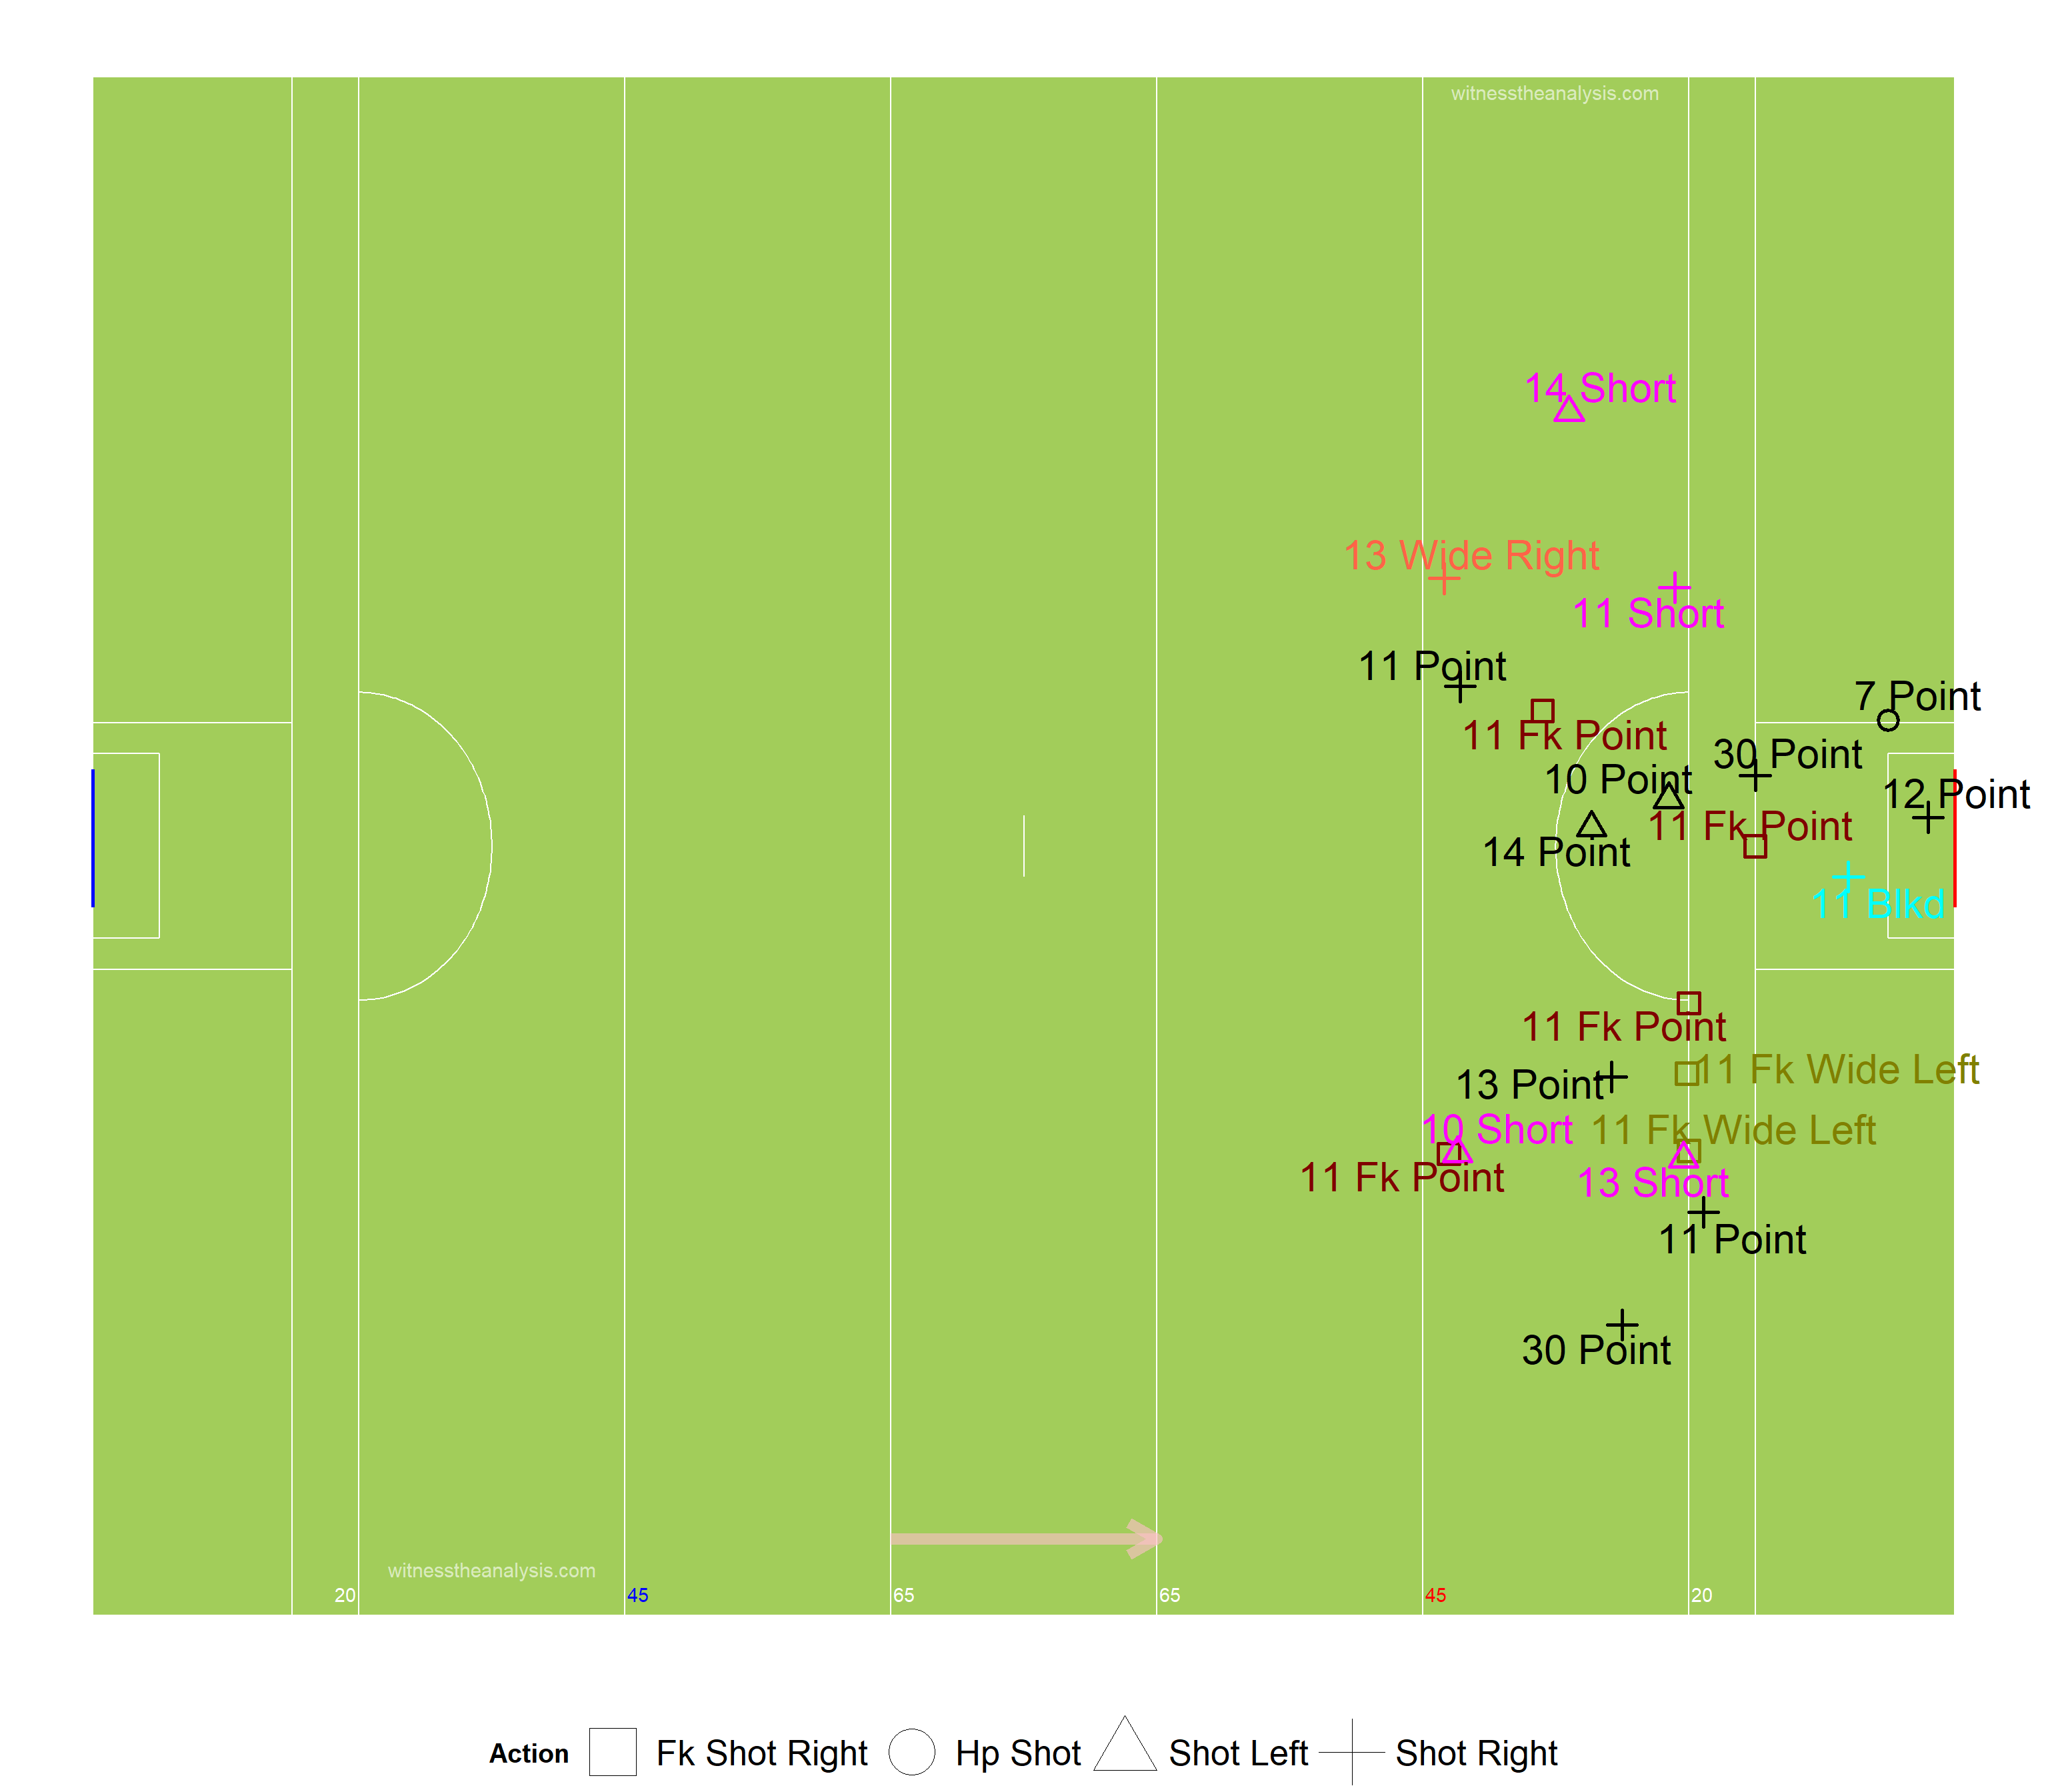 witnesstheanalysis.com
14 Short
13 Wide Right
11 Short
11 Point
7 Point
11 Fk Point
30 Point
10 Point
12 Point
11 Fk Point
14 Point
11 Blkd
11 Fk Point
11 Fk Wide Left
13 Point
10 Short
11 Fk Wide Left
11 Fk Point
13 Short
11 Point
30 Point
witnesstheanalysis.com
20 45 65 65 45 20
Action Fk Shot Right Hp Shot Shot Left Shot Right